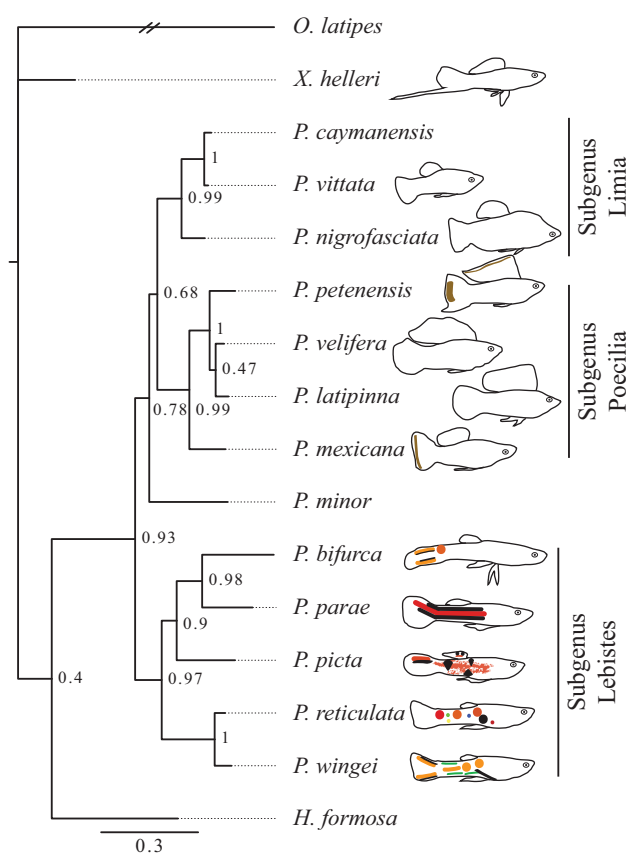 O. latipes
X. helleri
P. caymanensis
1
P. vittata
0.99
P. nigrofasciata
Subgenus
Limia
0.68
P. petenensis
1
P. velifera
0.47
P. latipinna
0.78
0.99
P. mexicana
Subgenus
Poecilia
P. minor
0.93
P. bifurca
0.98
P. parae
0.9
P. picta
0.97
0.4
P. reticulata
1
P. wingei
Subgenus
Lebistes
H. formosa
0.3